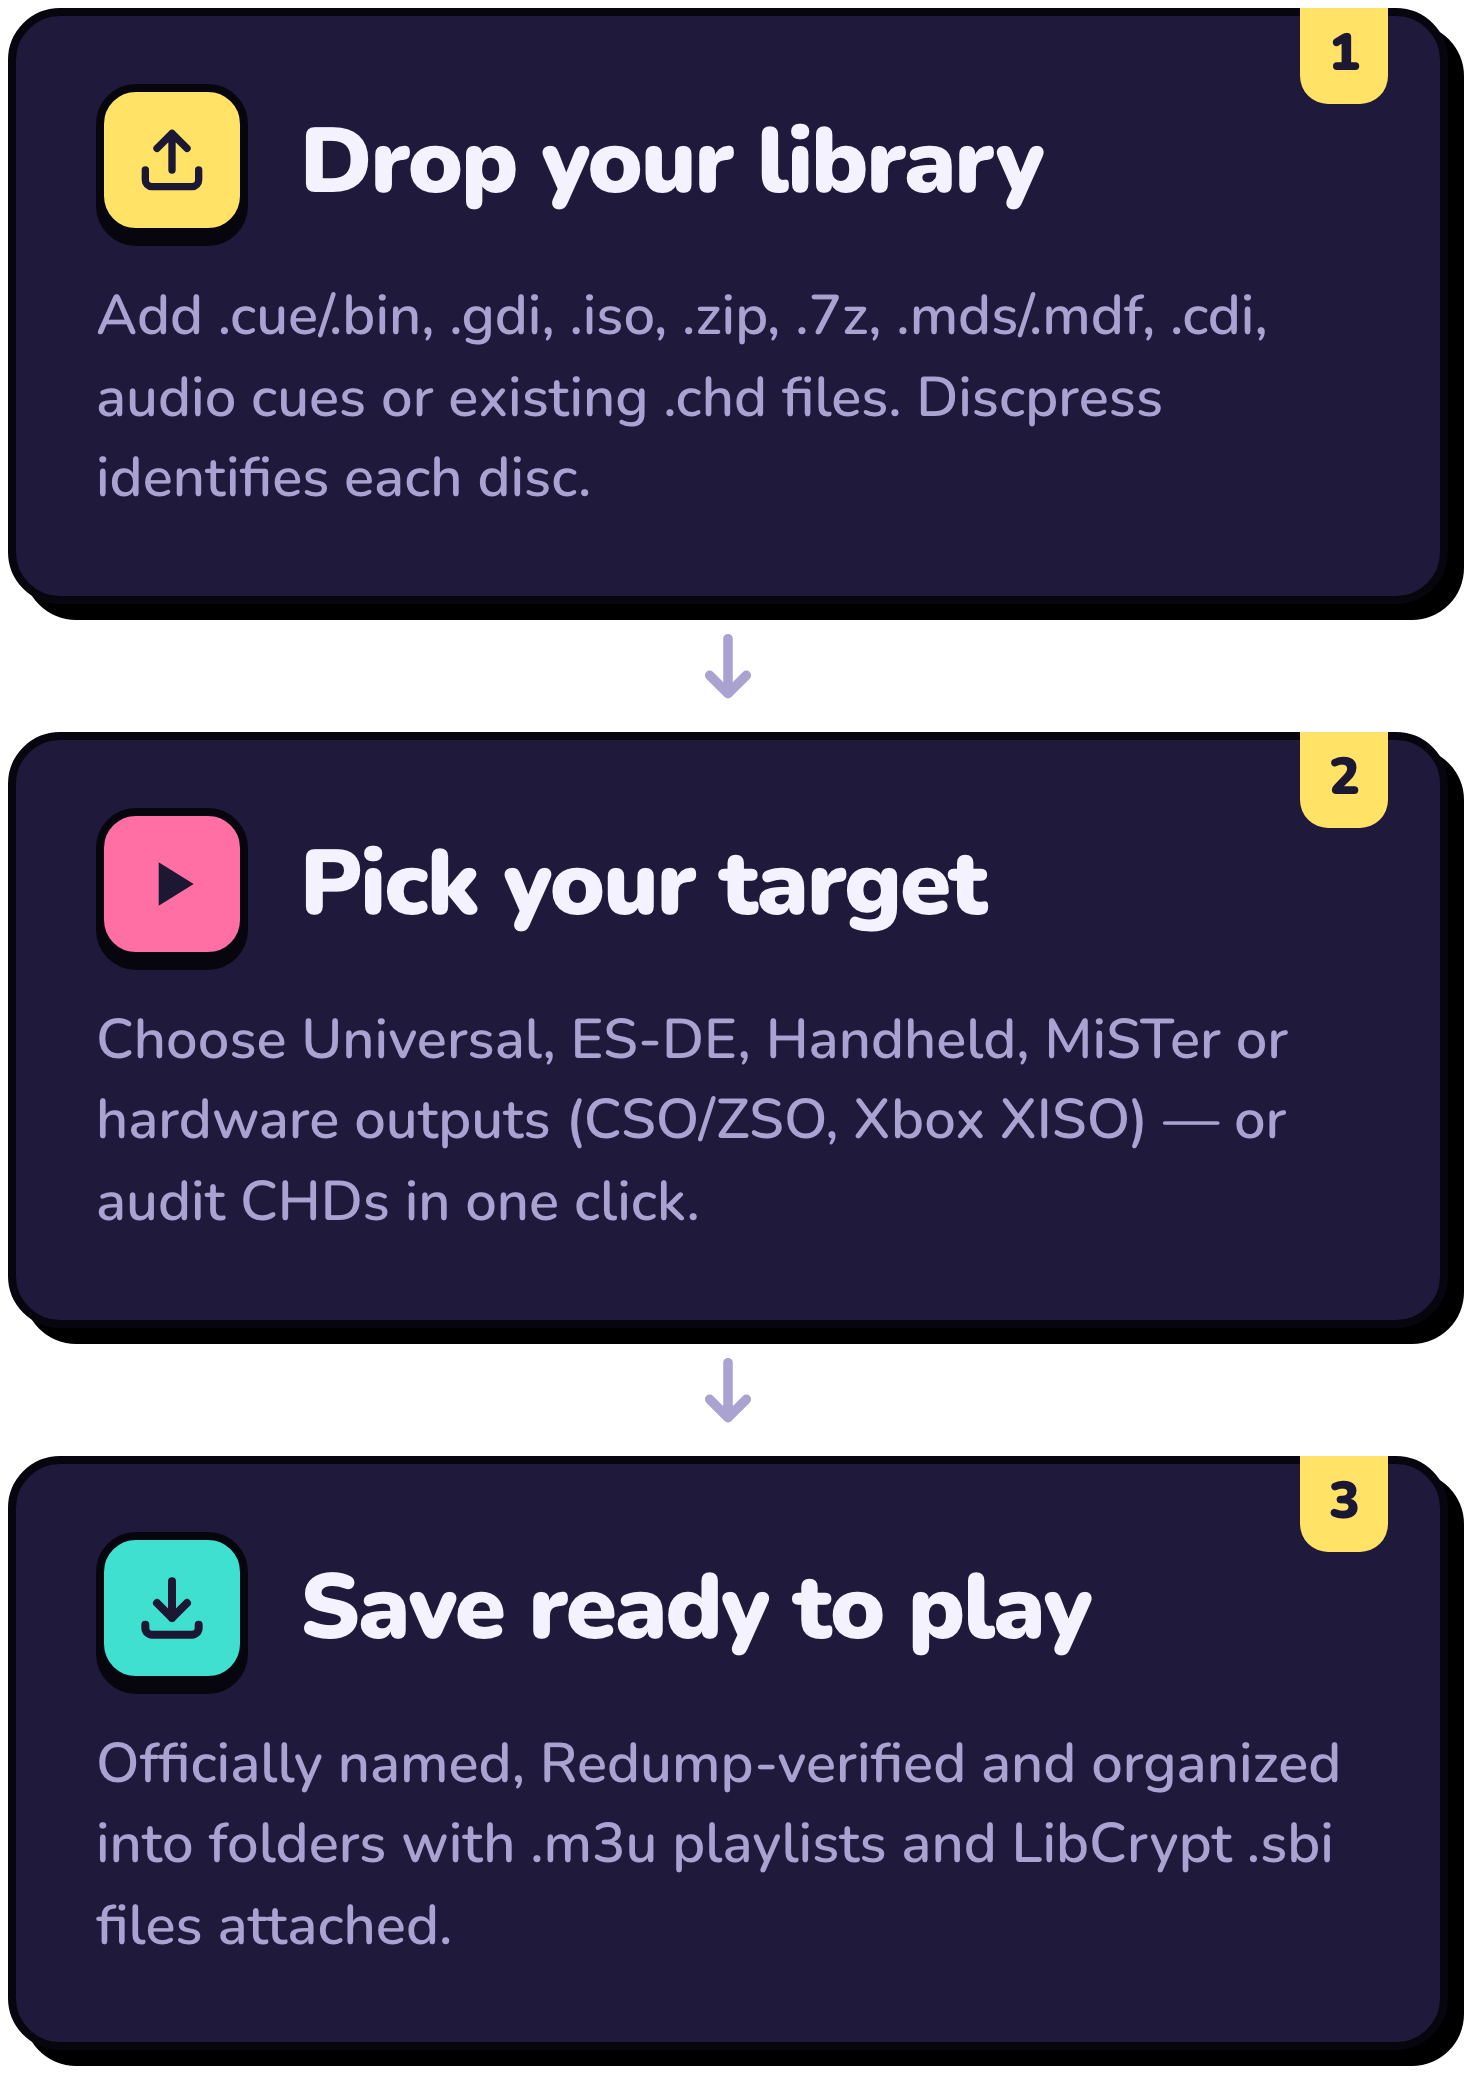 1
Drop your library
Add .cue/.bin, .gdi, .iso, .zip, .7z, .mds/.mdf, .cdi,
audio cues or existing .chd files. Discpress
identifies each disc.
2
Pick your target
Choose Universal, ES-DE, Handheld, MiSTer or
hardware outputs (CSO/ZSO, Xbox XISO) — or
audit CHDs in one click.
3
Save ready to play
Officially named, Redump-verified and organized
into folders with .m3u playlists and LibCrypt .sbi
files attached.